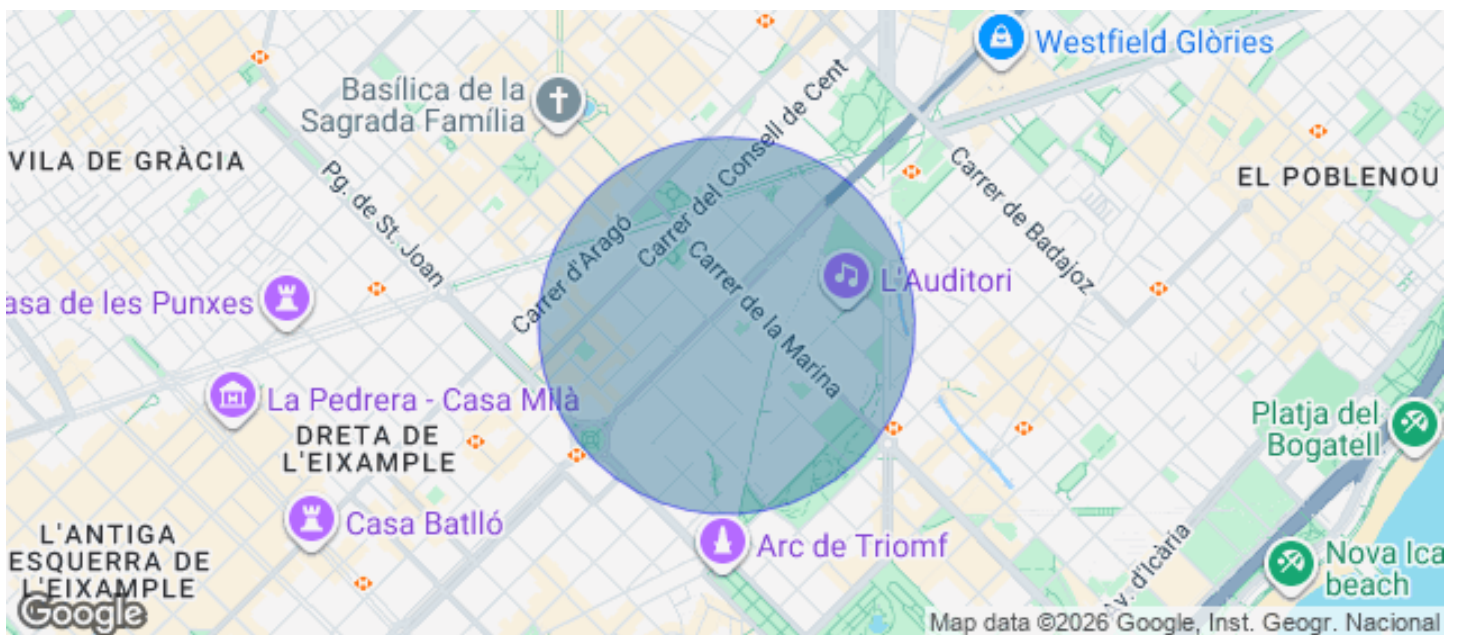 Westfield Glòries
Basílica de la
Sagrada Família
Carrer del Consell de Cent
VILA DE GRÀCIA
Pg. de St. Joan
Carrer de Badajoz
EL POBLENOU
Carrer d'Aragó
Carrer de la Marina
L'Auditori
asa de les Punxes
La Pedrera - Casa Milà
DRETA DE
L'EIXAMPLE
Platja del
Bogatell
Casa Batlló
Arc de Triomf
L'ANTIGA
ESQUERRA DE
L'EIXAMPLE
Av. d'Icària
Nova Ica
beach
Google
Map data ©2026 Google, Inst. Geogr. Nacional